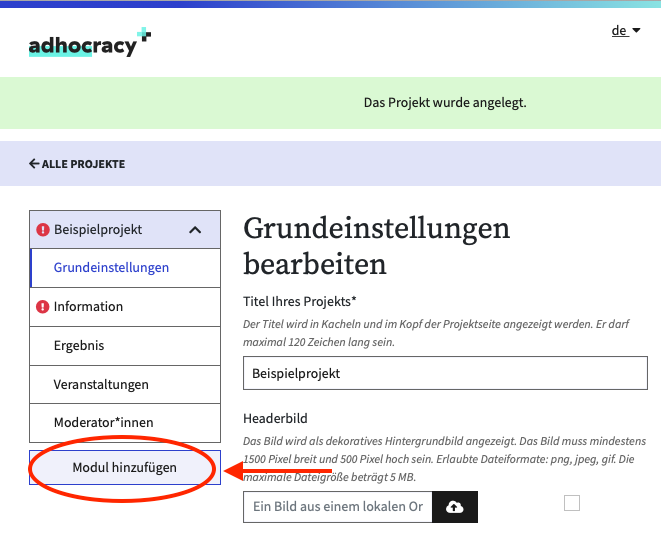 adhocracy
de
Das Projekt wurde angelegt.
ALLE PROJEKTE
Beispielprojekt
Grundeinstellungen
Information
Ergebnis
Veranstaltungen
Moderator*innen
Modul hinzufügen
Grundeinstellungen
bearbeiten
Titel Ihres Projekts*
Der Titel wird in Kacheln und im Kopf der Projektseite angezeigt werden. Er darf
maximal 120 Zeichen lang sein.
Beispielprojekt
Headerbild
Das Bild wird als dekoratives Hintergrundbild angezeigt. Das Bild muss mindestens
1500 Pixel breit und 500 Pixel hoch sein. Erlaubte Dateiformate: png, jpeg, gif. Die
maximale Dateigröße beträgt 5 MB.
Ein Bild aus einem lokalen Or